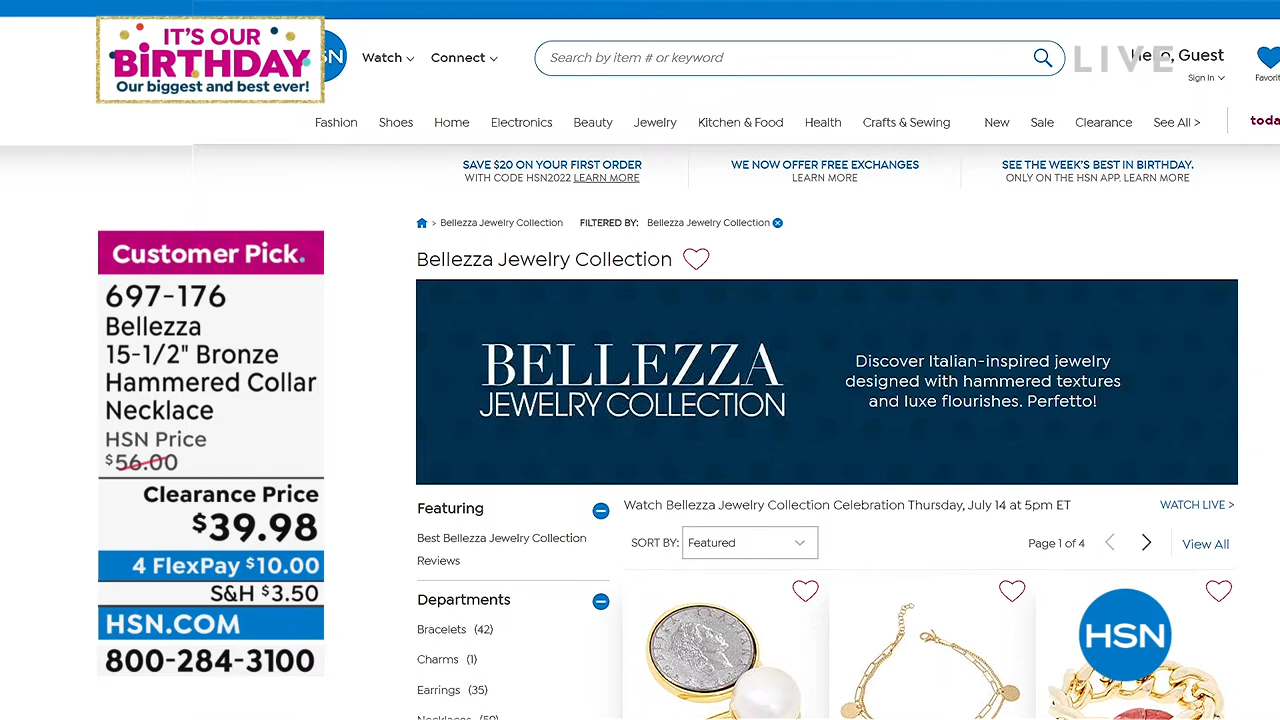 IT'S OUR
BiRTHDAY
Our biggest and best ever!
SN
Watch
Connect
Search by item # or keyword
LIVE
Guest
Sign In
Fashion
Shoes
Home
Electronics
Beauty
Jewelry
Kitchen & Food
Health
Crafts & Sewing
New
Sale
Clearance
See All >
SAVE $20 ON YOUR FIRST ORDER
WITH CODE HSN2022 LEARN MORE
WE NOW OFFER FREE EXCHANGES
LEARN MORE
SEE THE WEEK'S BEST IN BIRTHDAY.
ONLY ON THE HSN APP. LEARN MORE
> Bellezza Jewelry Collection
FILTERED BY: Bellezza Jewelry Collection
Customer Pick.
697-176
Bellezza
15-1/2" Bronze
Hammered Collar
Necklace
HSN Price
$56.00
Clearance Price
$39.98
4 FlexPay $10.00
S&H $3.50
HSN.COM
800-284-3100
Bellezza Jewelry Collection
BELLEZZA
JEWELRY COLLECTION
Discover Italian-inspired jewelry
designed with hammered textures
and luxe flourishes. Perfetto!
Featuring
Best Bellezza Jewelry Collection
Reviews
Departments
Bracelets (42)
Charms (1)
Earrings (35)
Watch Bellezza Jewelry Collection Celebration Thursday, July 14 at 5pm ET
WATCH LIVE >
SORT BY: Featured
Page 1 of 4
View All
HSN